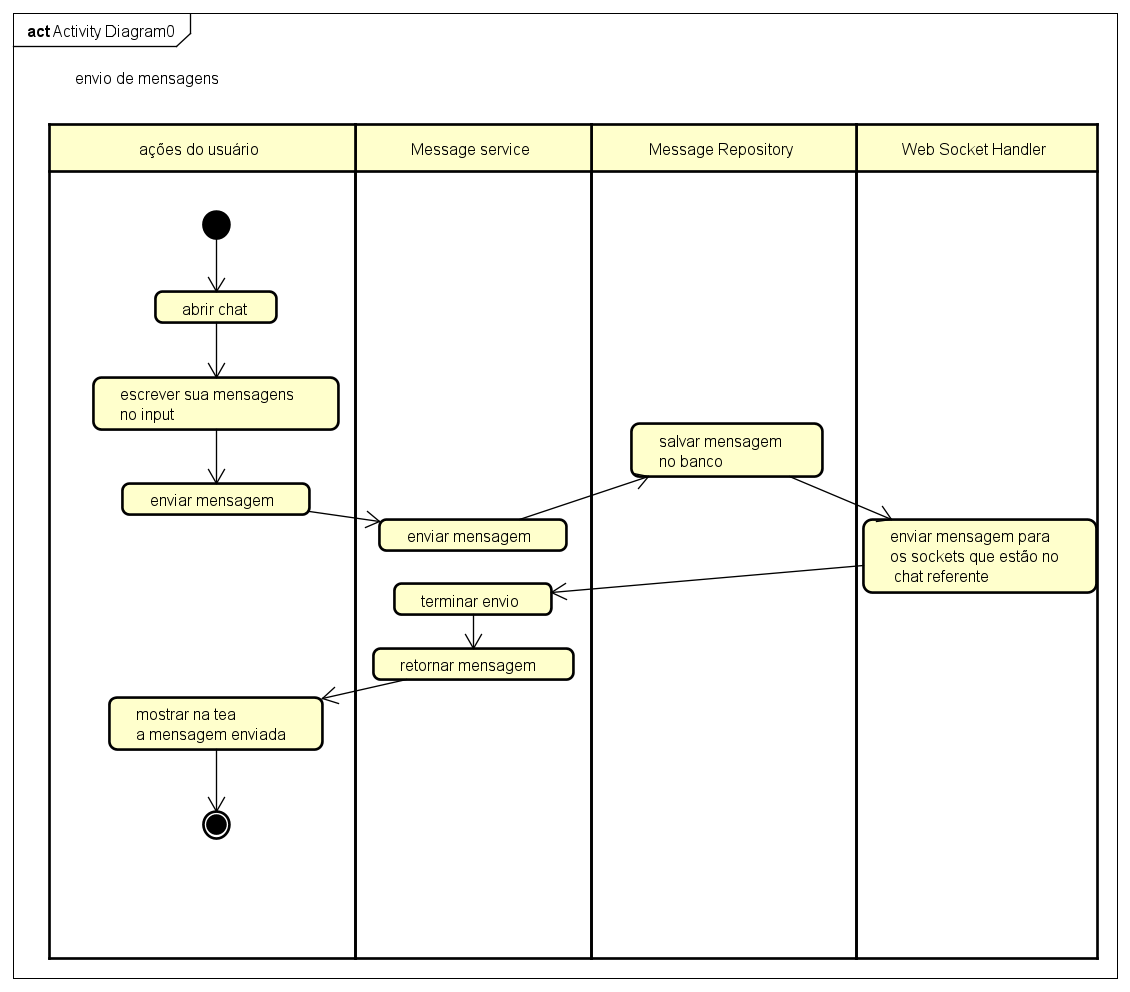 act Activity Diagram0
envio de mensagens
ações do usuário
Message service
Message Repository
Web Socket Handler
abrir chat
escrever sua mensagens
no input
enviar mensagem
enviar mensagem
salvar mensagem
no banco
enviar mensagem para
os sockets que estão no
chat referente
terminar envio
retornar mensagem
mostrar na tea
a mensagem enviada